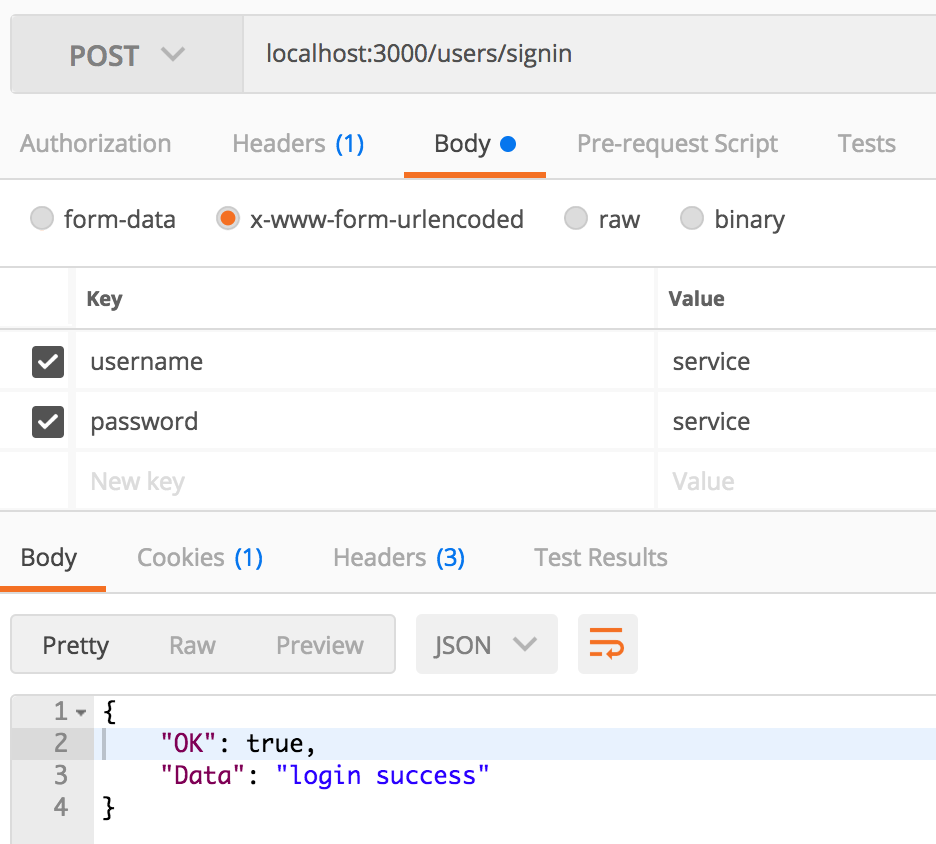 POST localhost:3000/users/signin
Authorization Headers (1) Body Pre-request Script Tests
form-data x-www-form-urlencoded raw binary
Key Value
username service
password service
New key Value
Body Cookies (1) Headers (3) Test Results
Pretty Raw Preview JSON
1 {
2 "OK": true,
3 "Data": "login success"
4 }